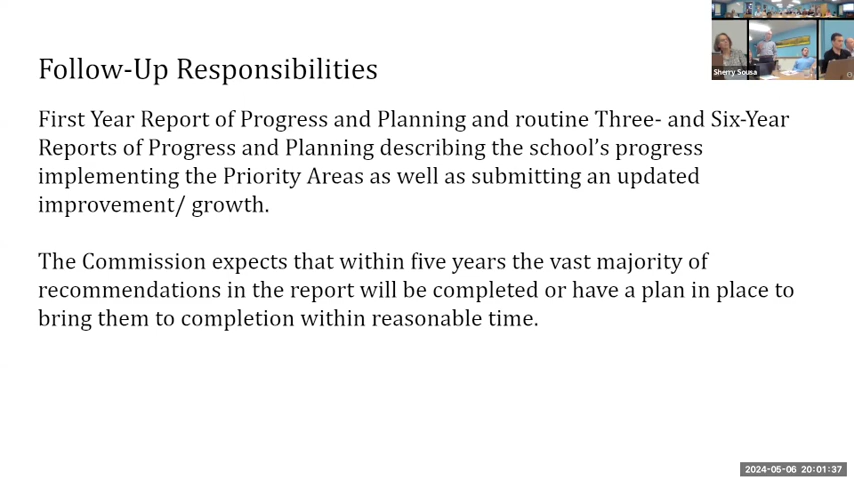 Follow-Up Responsibilities
First Year Report of Progress and Planning and routine Three- and Six-Year
Reports of Progress and Planning describing the school's progress
implementing the Priority Areas as well as submitting an updated
improvement/ growth.
The Commission expects that within five years the vast majority of
recommendations in the report will be completed or have a plan in place to
bring them to completion within reasonable time.
Sherry Sousa
2024-05-06 20:01:37